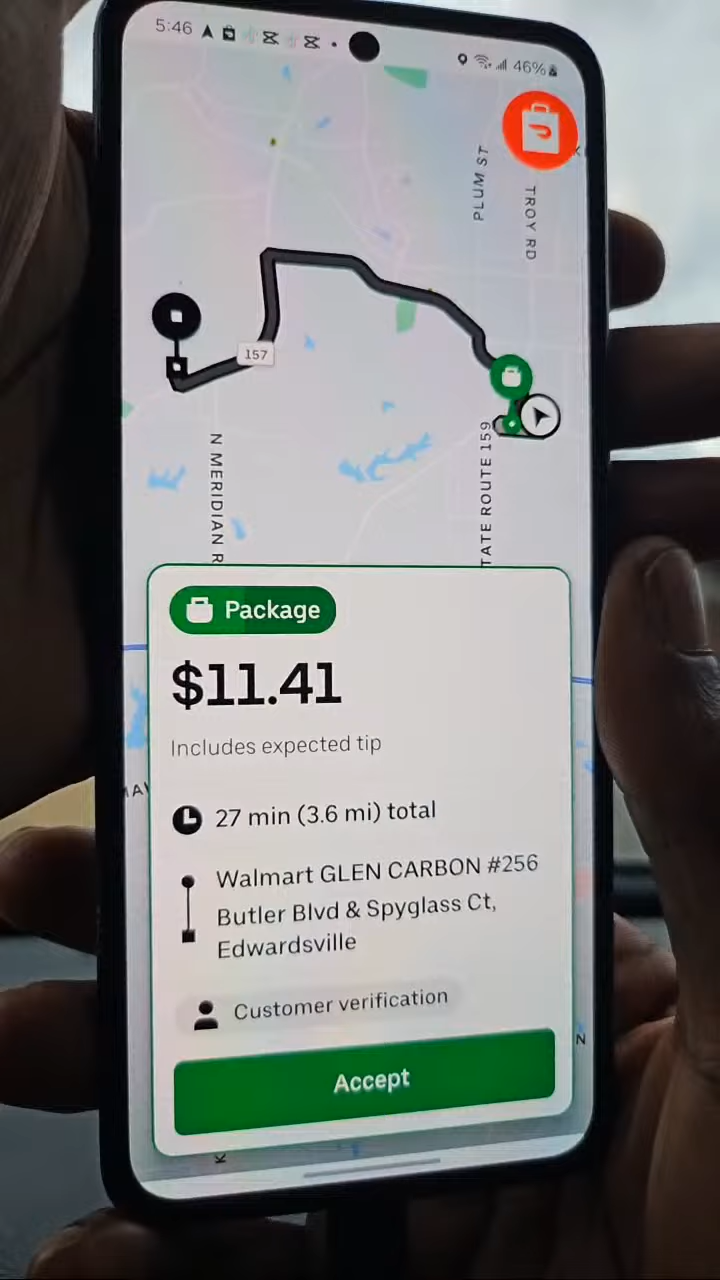 5:46
46%
PLUM ST
TROY RD
157
N MERIDIAN R
TATE ROUTE 159
Package
$11.41
Includes expected tip
27 min (3.6 mi) total
Walmart GLEN CARBON #256
Butler Blvd & Spyglass Ct,
Edwardsville
Customer verification
Accept
N